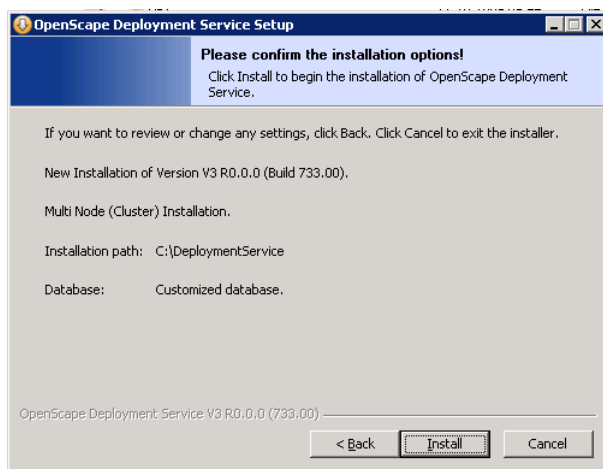 OpenScape Deployment Service Setup
Please confirm the installation options!
Click Install to begin the installation of OpenScape Deployment
Service.
If you want to review or change any settings, click Back. Click Cancel to exit the installer.
New Installation of Version V3 R0.0.0 (Build 733.00).
Multi Node (Cluster) Installation.
Installation path: C:\DeploymentService
Database: Customized database.
OpenScape Deployment Service V3 R0.0.0 (733.00)
< Back Install Cancel